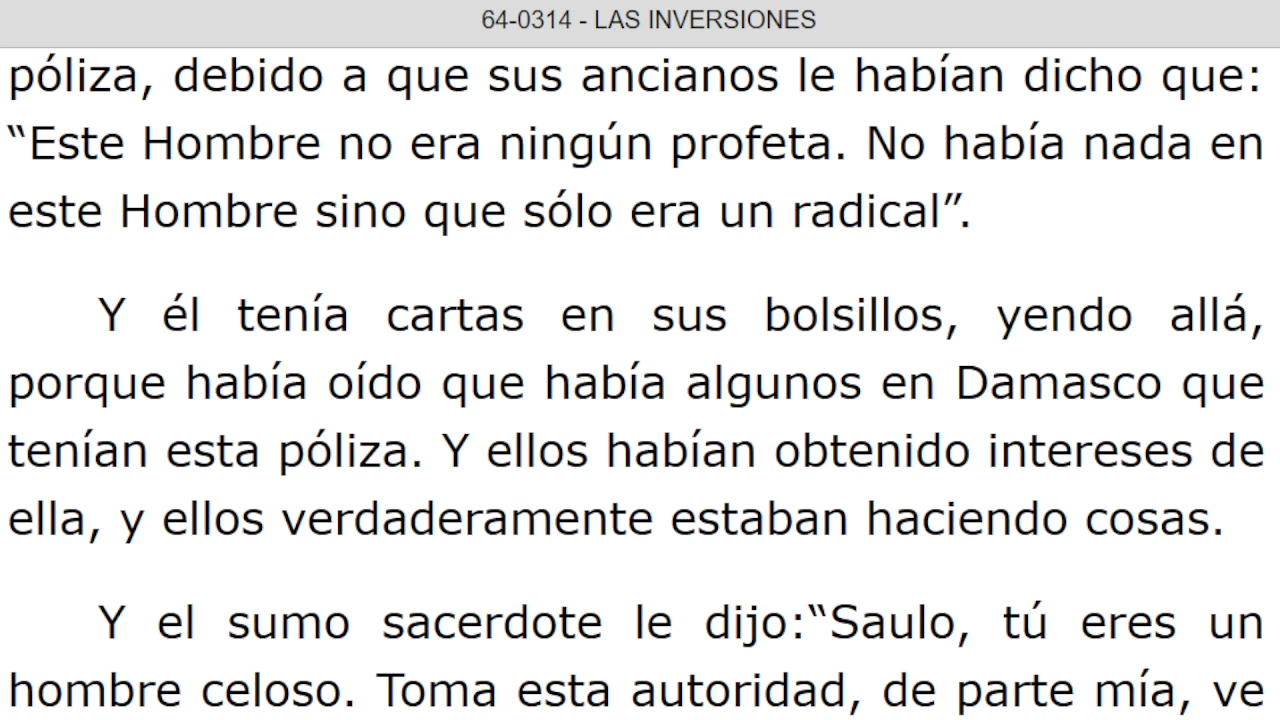 64-0314 - LAS INVERSIONES
póliza, debido a que sus ancianos le habían dicho que:
“Este Hombre no era ningún profeta. No había nada en
este Hombre sino que sólo era un radical”.
Y él tenía cartas en sus bolsillos, yendo allá,
porque había oído que había algunos en Damasco que
tenían esta póliza. Y ellos habían obtenido intereses de
ella, y ellos verdaderamente estaban haciendo cosas.
Y el sumo sacerdote le dijo:“Saulo, tú eres un
hombre celoso. Toma esta autoridad, de parte mía, ve